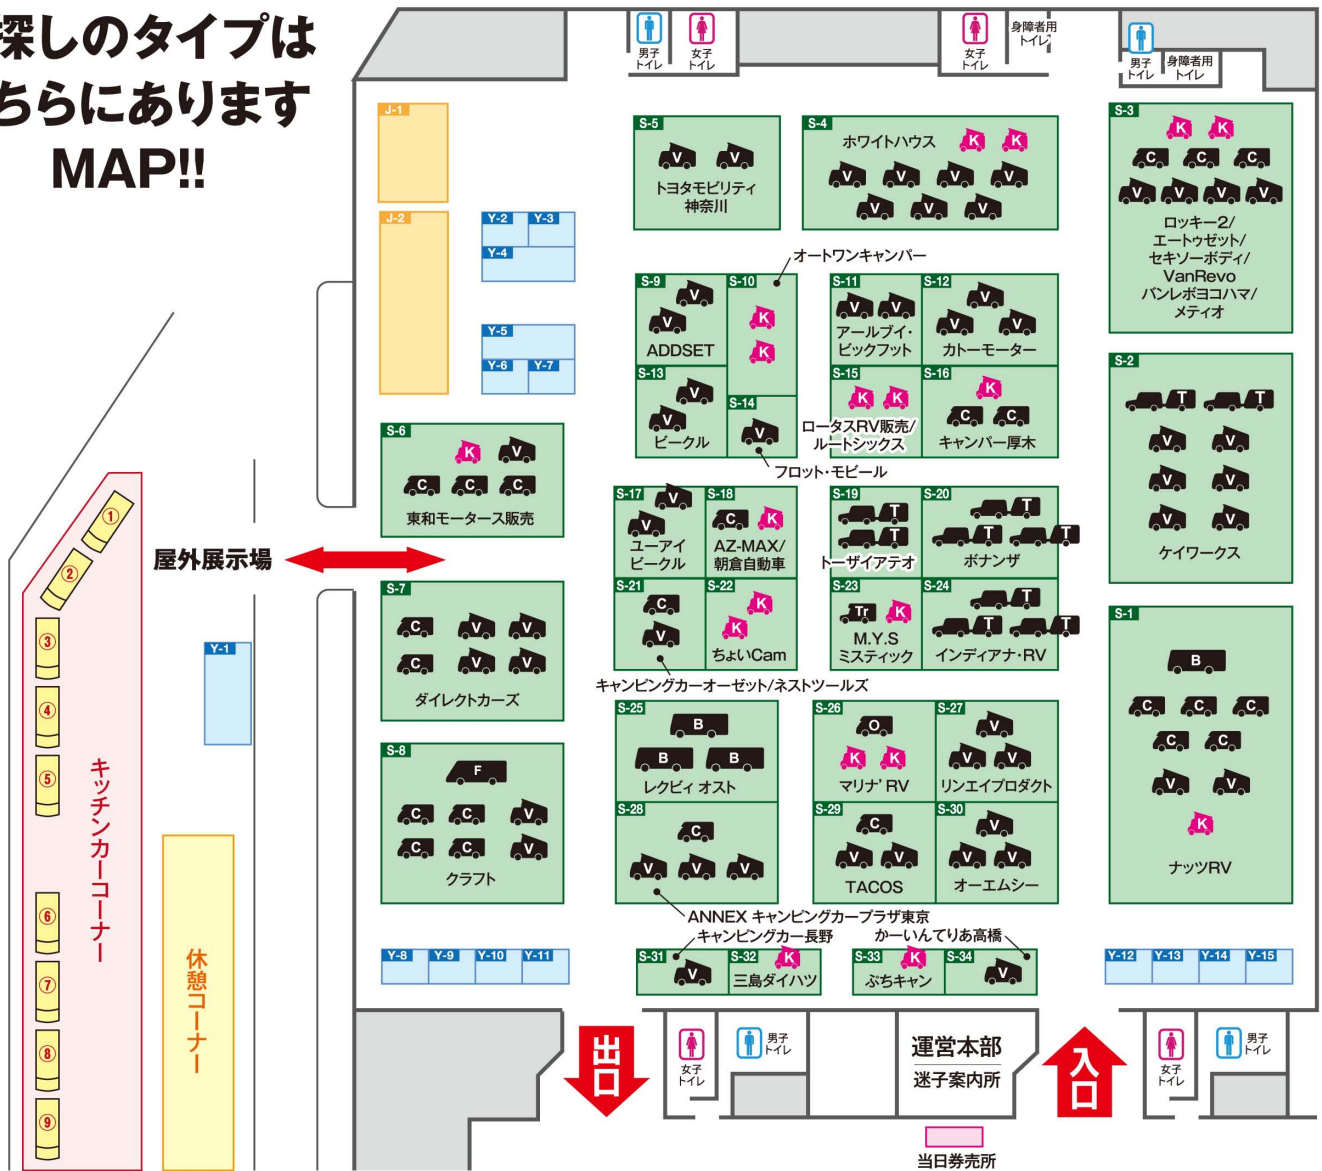 探しのタイプは
ちらにあります
MAP!!
男子
トイレ
女子
トイレ
女子
トイレ
身障者用
トイレ
男子
トイレ
身障者用
トイレ
J-1
J-2
Y-2
Y-3
Y-4
Y-5
Y-6
Y-7
S-5
V V
トヨタモビリティ
神奈川
S-4
ホワイトハウス
K K
V V V V
V V V
S-3
K K
C C C
V V V V
ロッキー2/
エートゥゼット/
セキソーボディ/
VanRevo
バンレボヨコハマ/
メティオ
オートワンキャンパー
S-9
V
V
ADDSET
S-10
K
K
S-11
V V
アールブイ・
ビックフット
S-12
V
V V
カトーモーター
S-13
V
V
ビークル
S-14
V
フロット・モビール
S-15
K K
ロータスRV販売/
ルートシックス
S-16
K
C C
キャンパー厚木
S-2
T T
V V
V V
V V
ケイワークス
S-6
K V
C C C
東和モータース販売
屋外展示場
S-17
V
V
ユーアイ
ビークル
S-18
C K
AZ-MAX/
朝倉自動車
S-19
T
T
トーザイアテオ
S-20
T
T T
ボナンザ
S-21
C
V
S-22
K
K
ちょいCam
S-23
Tr K
M.Y.S
ミスティック
S-24
T
T T
インディアナ・RV
キャンピングカーオーゼット/ネストツールズ
S-7
C V V
C V V
ダイレクトカーズ
Y-1
S-1
B
C C C
C C
V V
K
ナッツRV
S-8
F
C C V
C C V
クラフト
S-25
B
B B
レクビィ オスト
S-26
O
K K
マリナ'RV
S-27
V
V V
リンエイプロダクト
S-28
C
V V V
S-29
C
V V
TACOS
S-30
V
V V
オーエムシー
ANNEX キャンピングカープラザ東京
キャンピングカー長野
かーいんてりあ高橋
Y-8
Y-9
Y-10
Y-11
S-31
V
S-32
K
三島ダイハツ
S-33
K
ぷちキャン
S-34
V
Y-12
Y-13
Y-14
Y-15
キッチンカーコーナー
①
②
③
④
⑤
⑥
⑦
⑧
⑨
休憩コーナー
出口
女子
トイレ
男子
トイレ
運営本部
迷子案内所
入口
女子
トイレ
男子
トイレ
当日券売所